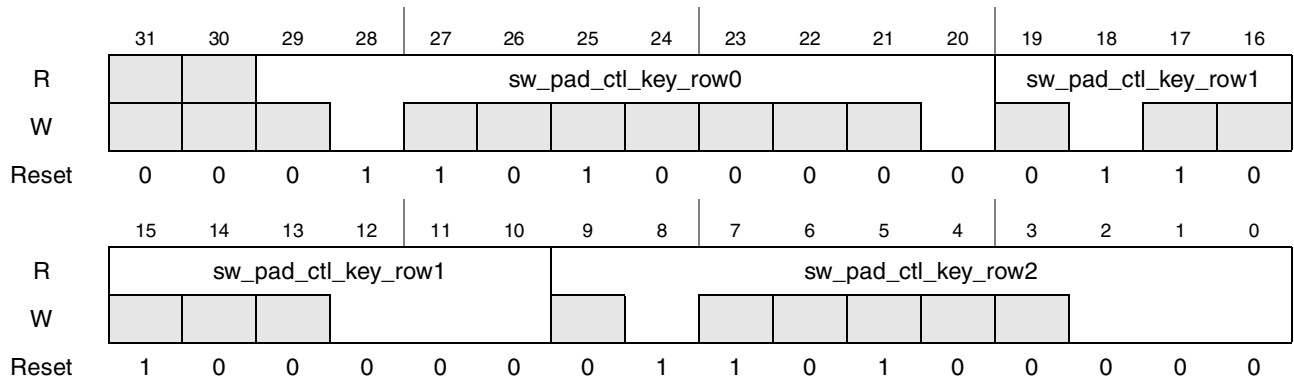 31 30 29 28 27 26 25 24 23 22 21 20 19 18 17 16
R sw_pad_ctl_key_row0 sw_pad_ctl_key_row1
W
Reset 0 0 0 1 1 0 1 0 0 0 0 0 0 1 1 0
15 14 13 12 11 10 9 8 7 6 5 4 3 2 1 0
R sw_pad_ctl_key_row1 sw_pad_ctl_key_row2
W
Reset 1 0 0 0 0 0 0 1 1 0 1 0 0 0 0 0